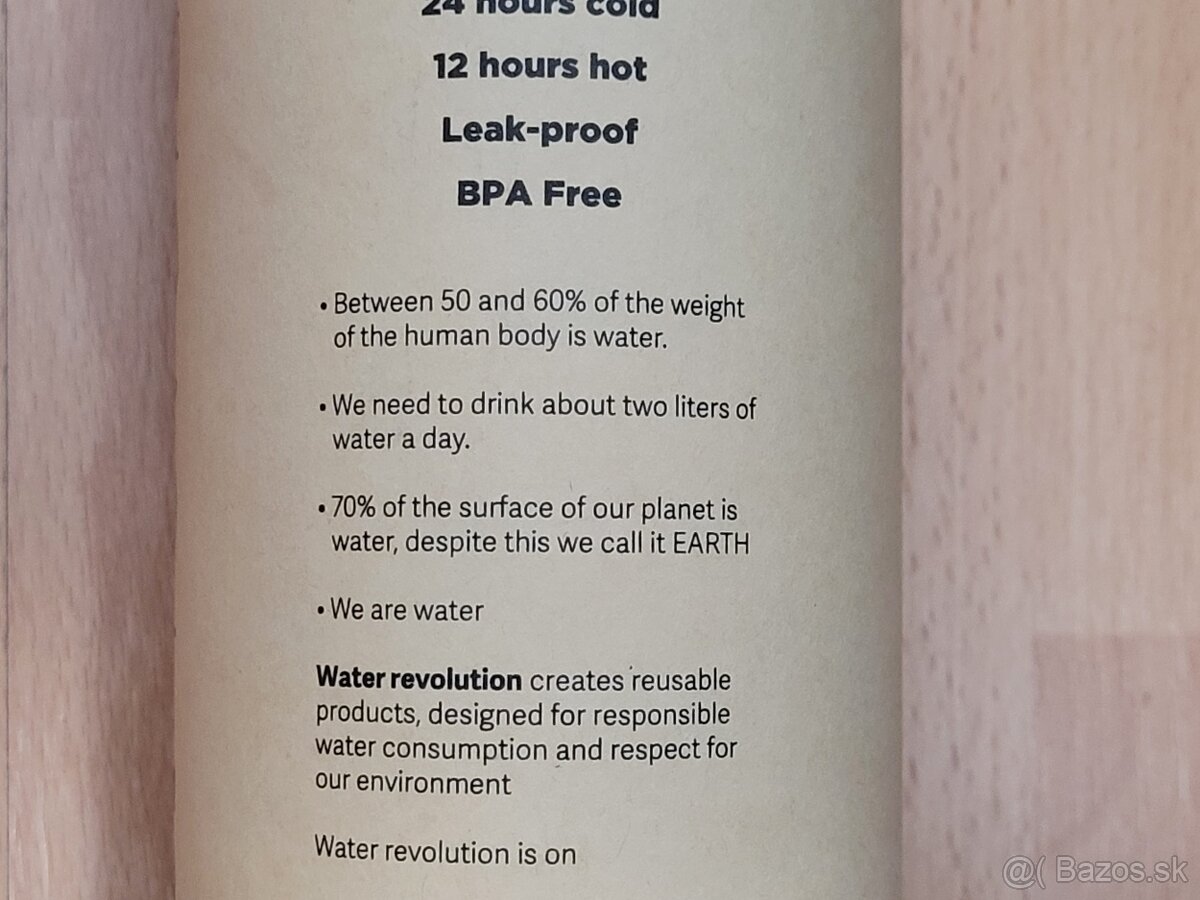 24 hours cold
12 hours hot
Leak-proof
BPA Free
• Between 50 and 60% of the weight
of the human body is water.
• We need to drink about two liters of
water a day.
• 70% of the surface of our planet is
water, despite this we call it EARTH
• We are water
Water revolution creates reusable
products, designed for responsible
water consumption and respect for
our environment
Water revolution is on
@( Bazos.sk